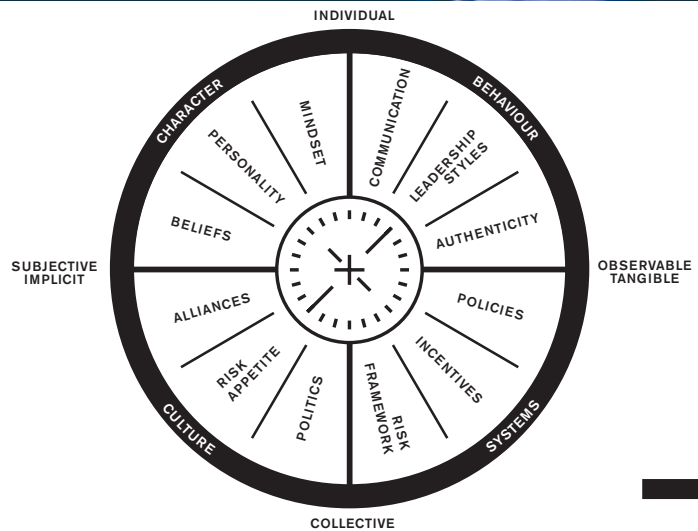 INDIVIDUAL
CHARACTER
BEHAVIOUR
MINDSET
COMMUNICATION
PERSONALITY
LEADERSHIP
STYLES
BELIEFS
AUTHENTICITY
SUBJECTIVE
IMPLICIT
OBSERVABLE
TANGIBLE
ALLIANCES
POLICIES
RISK
APPETITE
INCENTIVES
POLITICS
RISK
FRAMEWORK
CULTURE
SYSTEMS
COLLECTIVE